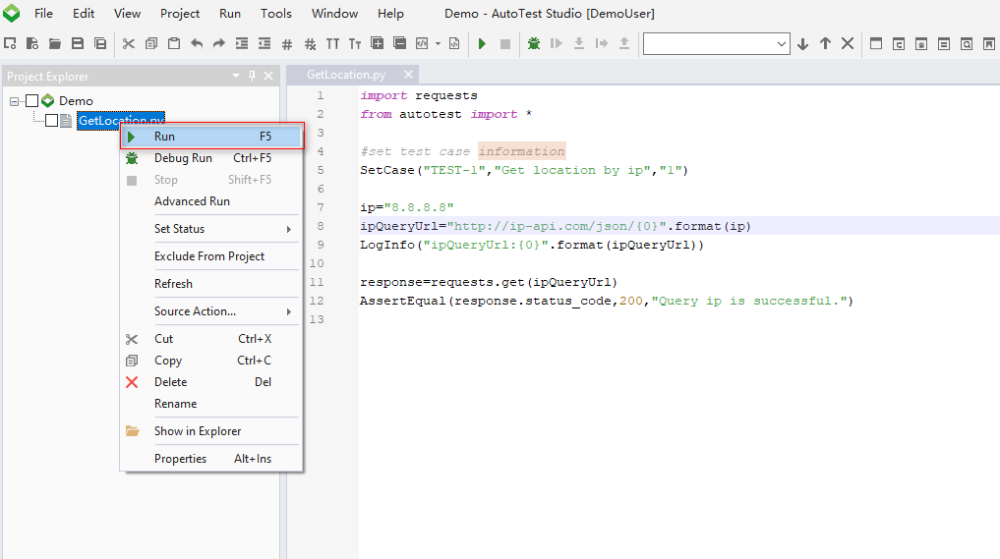 File Edit View Project Run Tools Window Help Demo - AutoTest Studio [DemoUser]
Project Explorer
Demo
GetLocation.py
Run F5
Debug Run Ctrl+F5
Stop Shift+F5
Advanced Run
Set Status
Exclude From Project
Refresh
Source Action...
Cut Ctrl+X
Copy Ctrl+C
Delete Del
Rename
Show in Explorer
Properties Alt+Ins
GetLocation.py
1 import requests
2 from autotest import *
3
4 #set test case information
5 SetCase("TEST-1","Get location by ip","1")
6
7 ip="8.8.8.8"
8 ipQueryUrl="http://ip-api.com/json/{0}".format(ip)
9 LogInfo("ipQueryUrl:{0}".format(ipQueryUrl))
10
11 response=requests.get(ipQueryUrl)
12 AssertEqual(response.status_code,200,"Query ip is successful.")
13